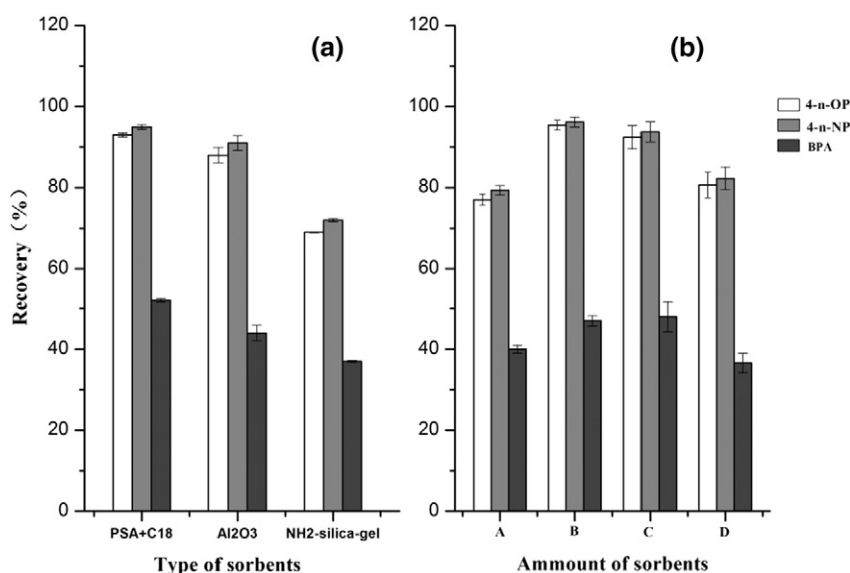 (a)
120
100
80
60
40
20
0
Recovery（%）
PSA+C18 Al2O3 NH2-silica-gel
Type of sorbents
(b)
120
100
80
60
40
20
0
A B C D
Ammount of sorbents
4-n-OP
4-n-NP
BPA